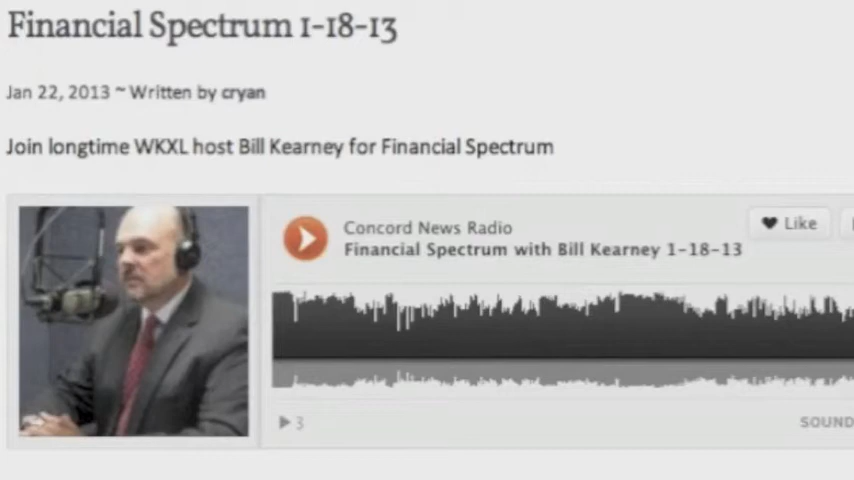 Financial Spectrum 1-18-13
Jan 22, 2013 ~ Written by cryan
Join longtime WKXL host Bill Kearney for Financial Spectrum
Concord News Radio
Like
Financial Spectrum with Bill Kearney 1-18-13
3
SOUND